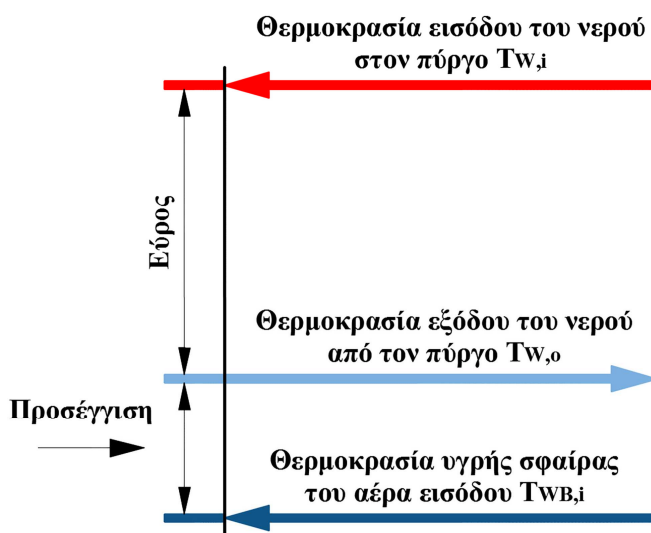 Θερμοκρασία εισόδου του νερού
στον πύργο Tw,i
Εύρος
Θερμοκρασία εξόδου του νερού
από τον πύργο Tw,o
Προσέγγιση
Θερμοκρασία υγρής σφαίρας
του αέρα εισόδου TWB,i